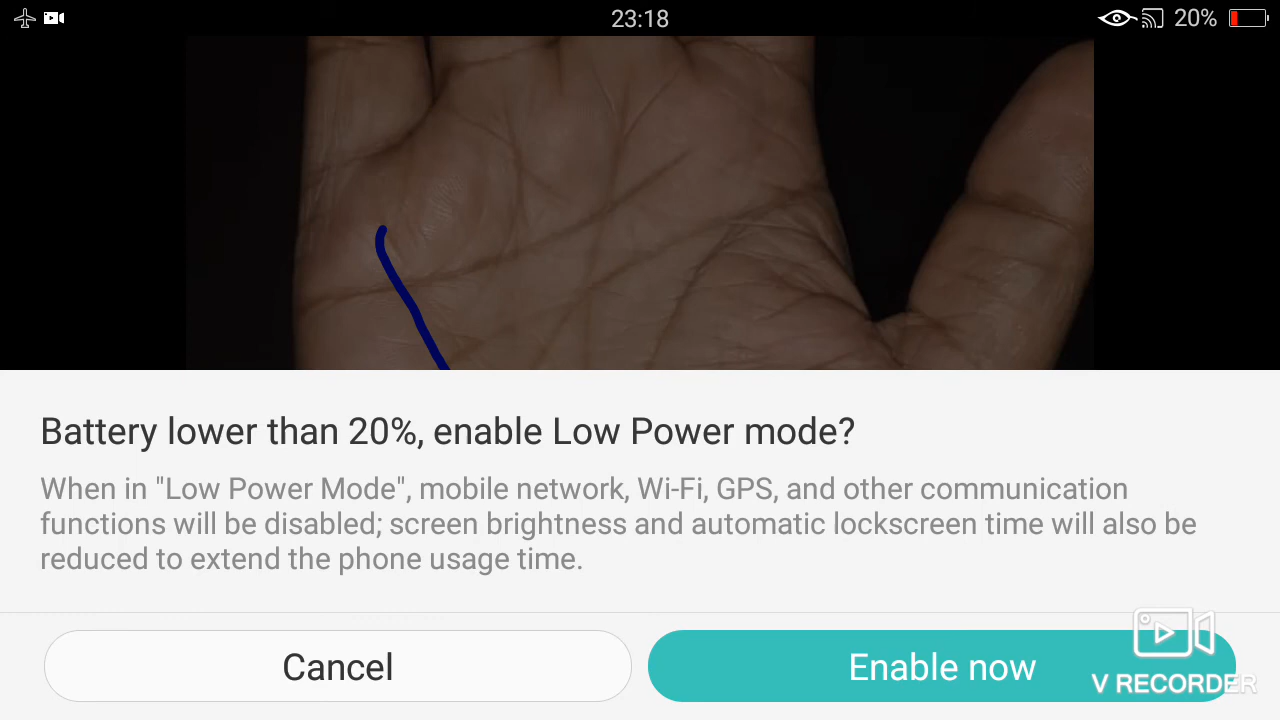 23:18
20%
Battery lower than 20%, enable Low Power mode?
When in "Low Power Mode", mobile network, Wi-Fi, GPS, and other communication
functions will be disabled; screen brightness and automatic lockscreen time will also be
reduced to extend the phone usage time.
Cancel
Enable now
V RECORDER